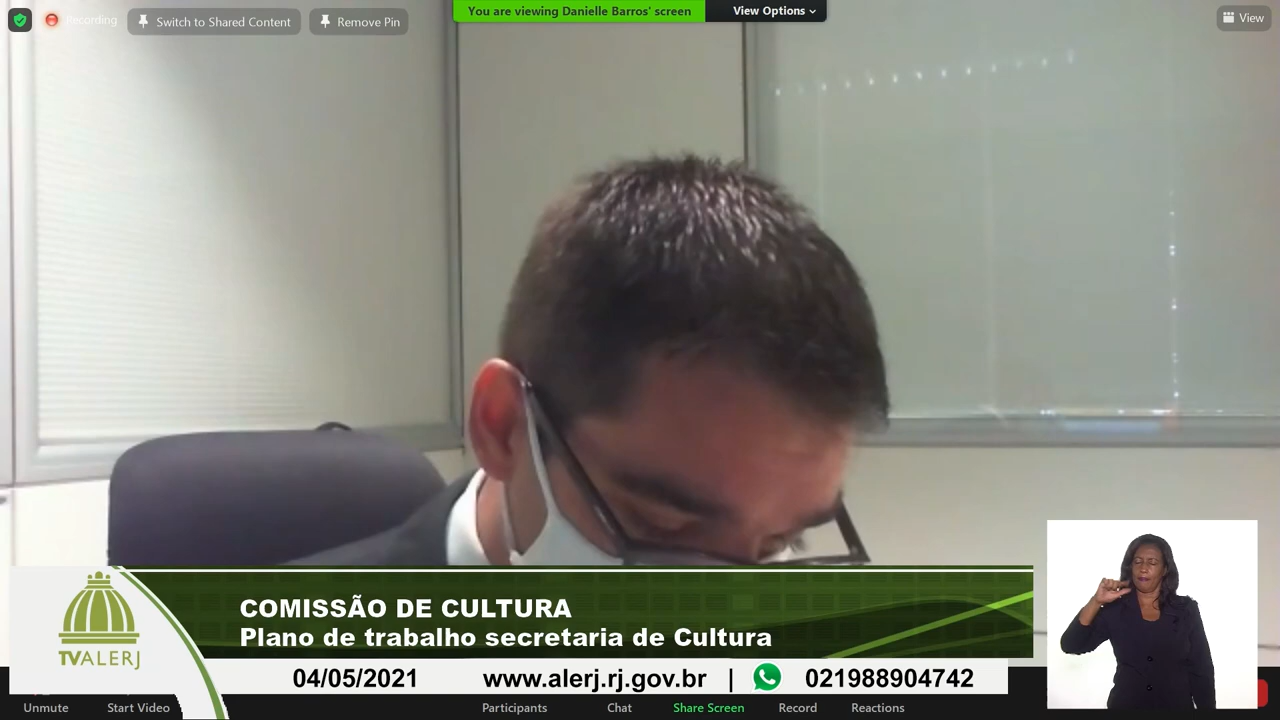 Recording
Switch to Shared Content
Remove Pin
You are viewing Danielle Barros' screen
View Options
View
COMISSÃO DE CULTURA
Plano de trabalho secretaria de Cultura
TVALERJ
04/05/2021
www.alerj.rj.gov.br | 021988904742
Unmute
Start Video
Participants
Chat
Share Screen
Record
Reactions